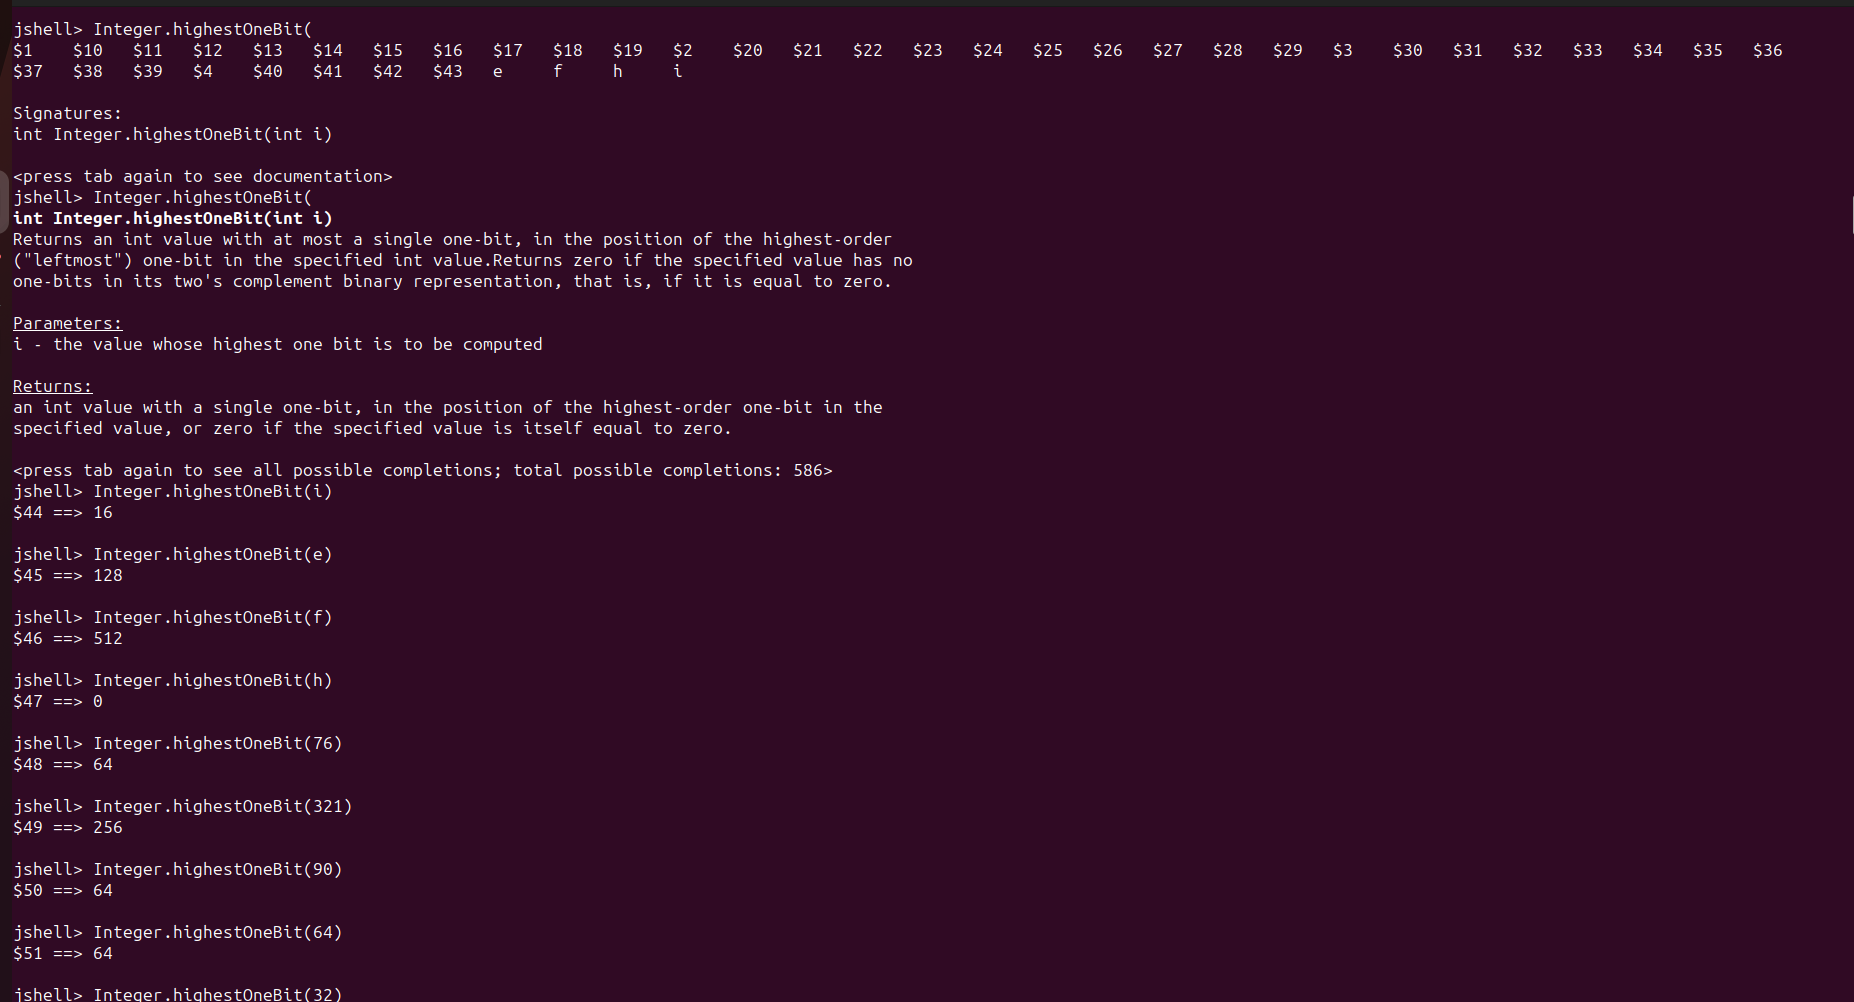 jshell> Integer.highestOneBit(
$1    $10   $11   $12   $13   $14   $15   $16   $17   $18   $19   $2    $20   $21   $22   $23   $24   $25   $26   $27   $28   $29   $3    $30   $31   $32   $33   $34   $35   $36
$37   $38   $39   $4    $40   $41   $42   $43   e     f     h     i
Signatures:
int Integer.highestOneBit(int i)
<press tab again to see documentation>
jshell> Integer.highestOneBit(
int Integer.highestOneBit(int i)
Returns an int value with at most a single one-bit, in the position of the highest-order
("leftmost") one-bit in the specified int value.Returns zero if the specified value has no
one-bits in its two's complement binary representation, that is, if it is equal to zero.
Parameters:
i - the value whose highest one bit is to be computed
Returns:
an int value with a single one-bit, in the position of the highest-order one-bit in the
specified value, or zero if the specified value is itself equal to zero.
<press tab again to see all possible completions; total possible completions: 586>
jshell> Integer.highestOneBit(i)
$44 ==> 16
jshell> Integer.highestOneBit(e)
$45 ==> 128
jshell> Integer.highestOneBit(f)
$46 ==> 512
jshell> Integer.highestOneBit(h)
$47 ==> 0
jshell> Integer.highestOneBit(76)
$48 ==> 64
jshell> Integer.highestOneBit(321)
$49 ==> 256
jshell> Integer.highestOneBit(90)
$50 ==> 64
jshell> Integer.highestOneBit(64)
$51 ==> 64
jshell> Integer.highestOneBit(32)